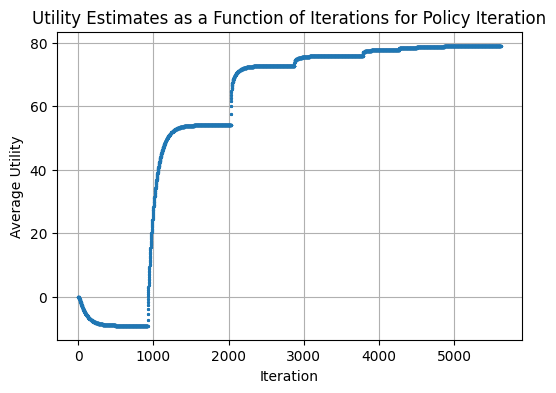 Utility Estimates as a Function of Iterations for Policy Iteration
80
60
40
20
0
Average Utility
0 1000 2000 3000 4000 5000
Iteration